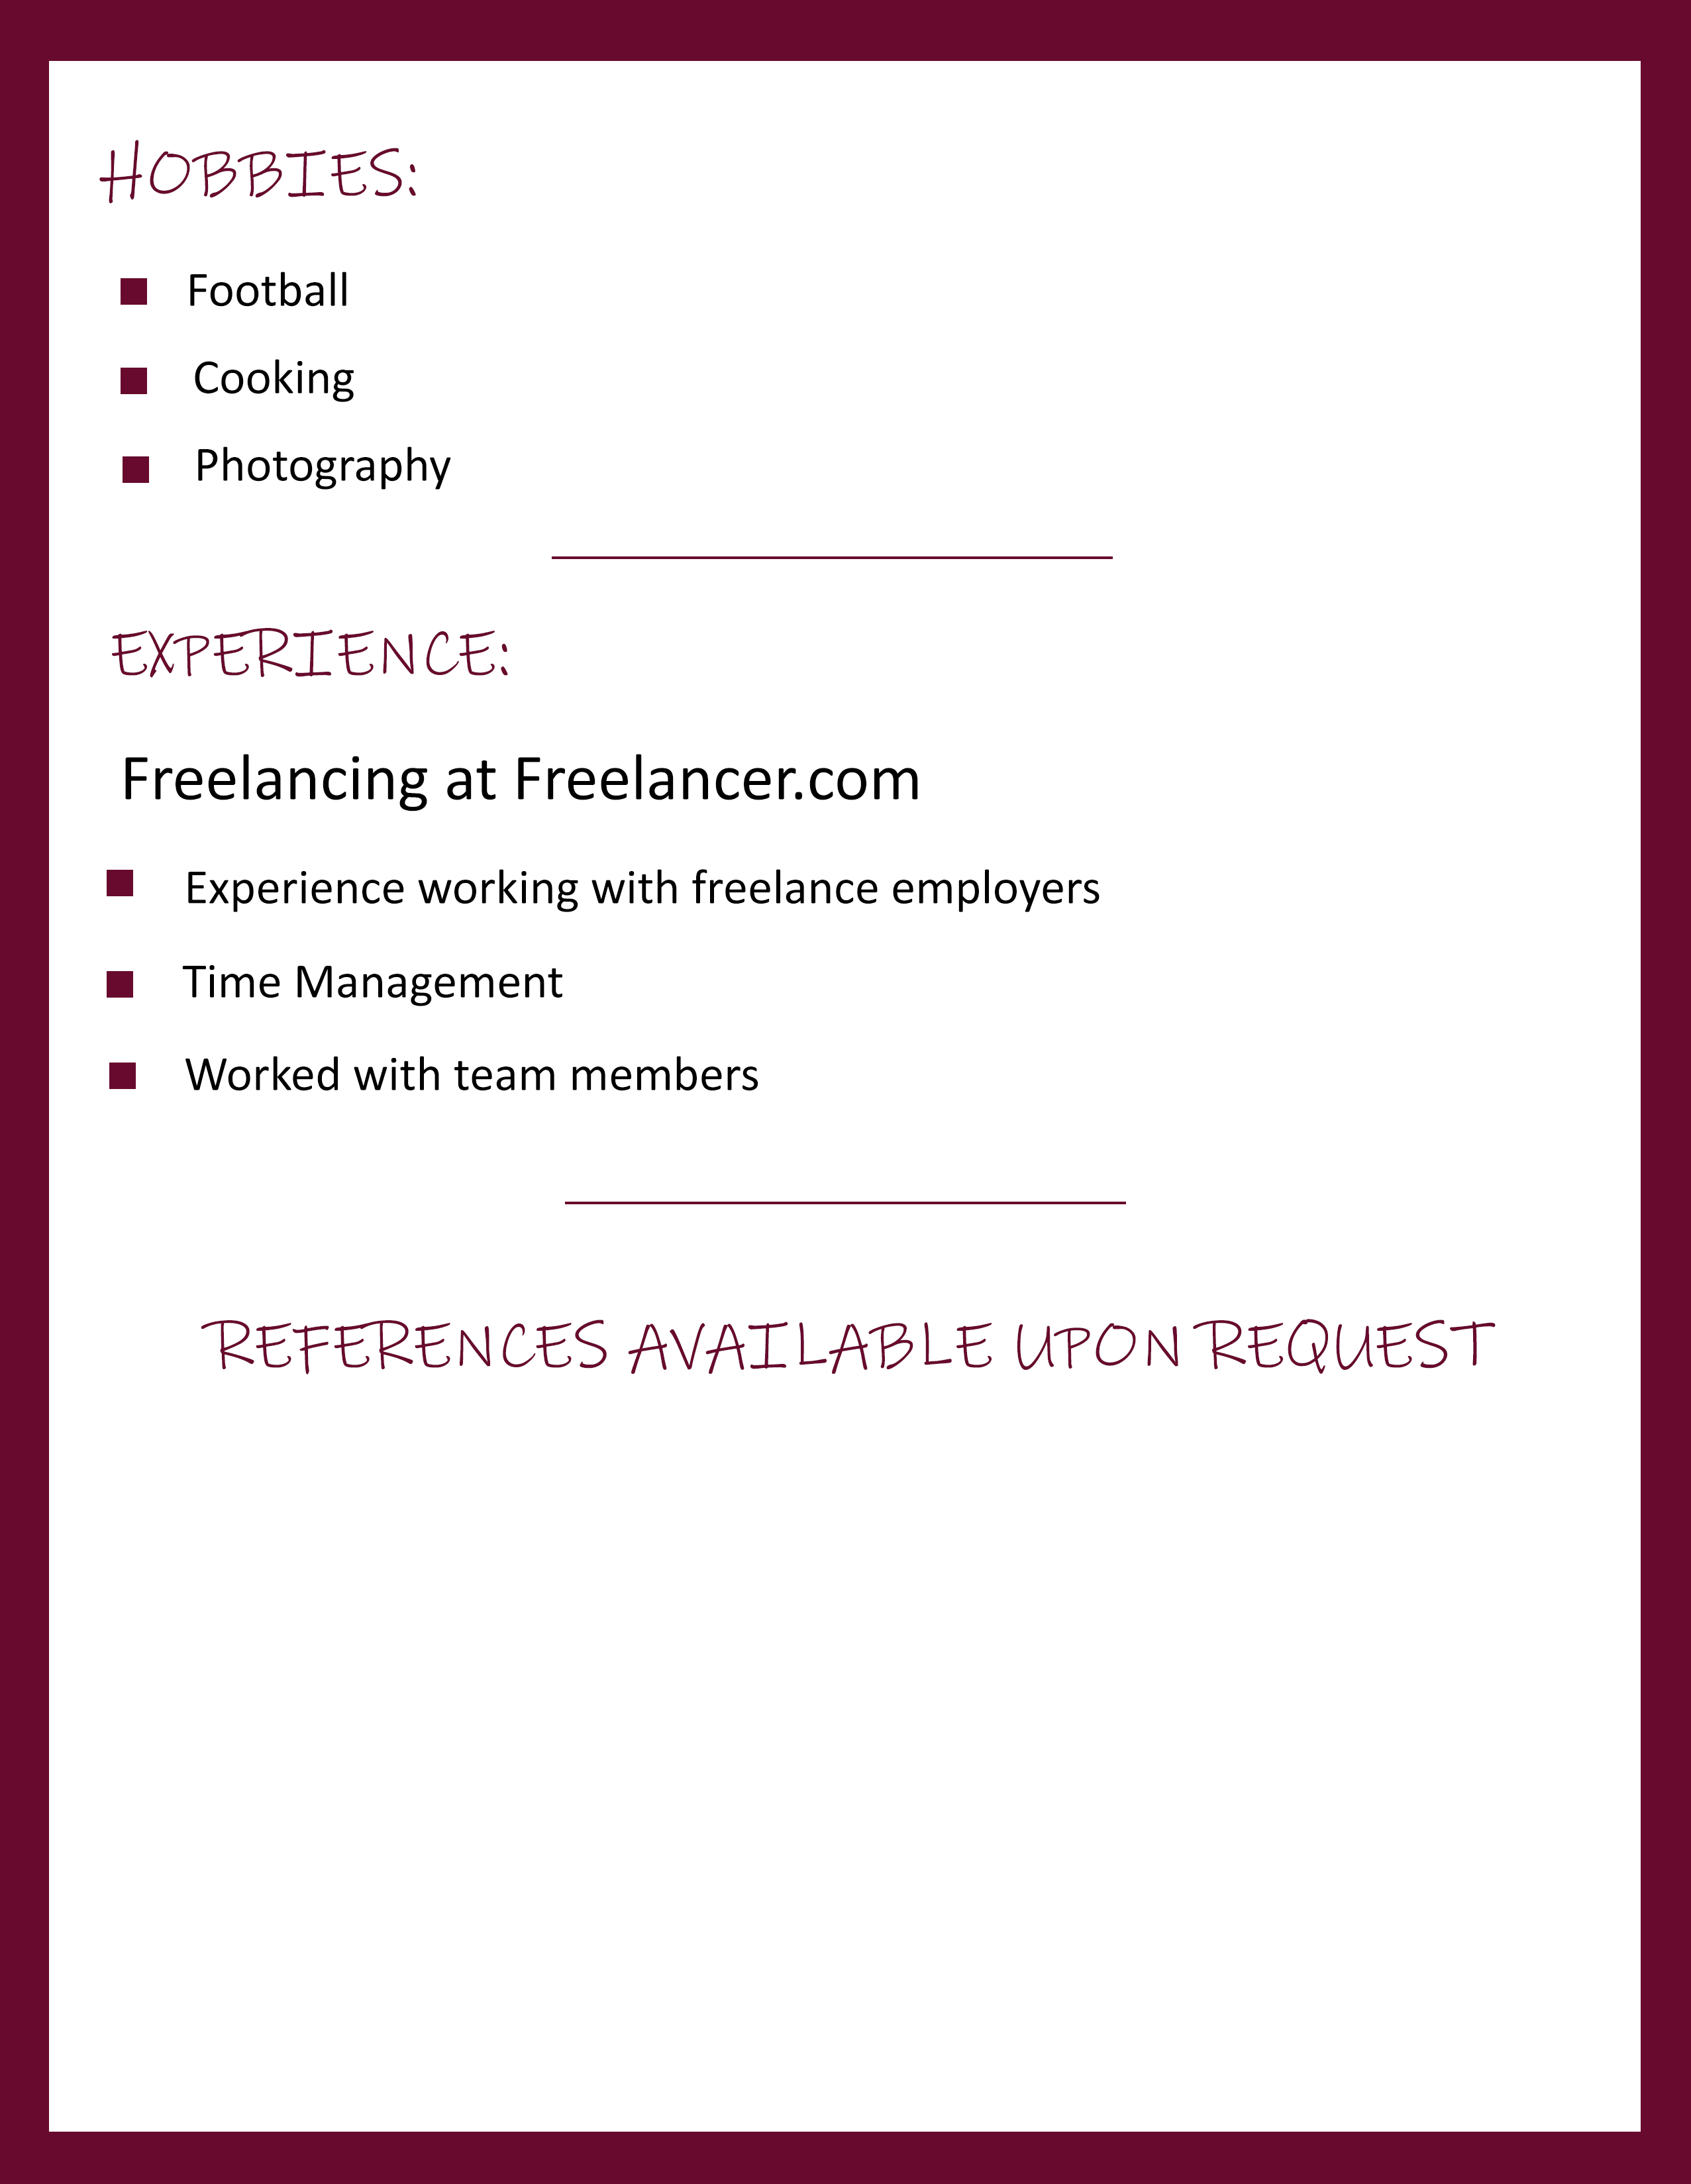 HOBBIES:
Football
Cooking
Photography
EXPERIENCE:
Freelancing at Freelancer.com
Experience working with freelance employers
Time Management
Worked with team members
REFERENCES AVAILABLE UPON REQUEST